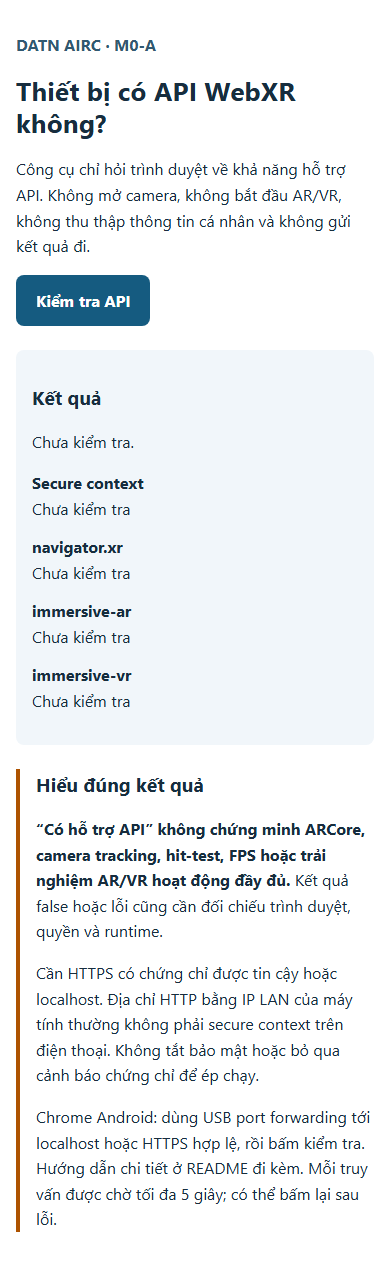 DATN AIRC · M0-A
Thiết bị có API WebXR
không?
Công cụ chỉ hỏi trình duyệt về khả năng hỗ trợ
API. Không mở camera, không bắt đầu AR/VR,
không thu thập thông tin cá nhân và không gửi
kết quả đi.
Kiểm tra API
Kết quả
Chưa kiểm tra.
Secure context
Chưa kiểm tra
navigator.xr
Chưa kiểm tra
immersive-ar
Chưa kiểm tra
immersive-vr
Chưa kiểm tra
Hiểu đúng kết quả
“Có hỗ trợ API” không chứng minh ARCore,
camera tracking, hit-test, FPS hoặc trải
nghiệm AR/VR hoạt động đầy đủ. Kết quả
false hoặc lỗi cũng cần đối chiếu trình duyệt,
quyền và runtime.
Cần HTTPS có chứng chỉ được tin cậy hoặc
localhost. Địa chỉ HTTP bằng IP LAN của máy
tính thường không phải secure context trên
điện thoại. Không tắt bảo mật hoặc bỏ qua
cảnh báo chứng chỉ để ép chạy.
Chrome Android: dùng USB port forwarding tới
localhost hoặc HTTPS hợp lệ, rồi bấm kiểm tra.
Hướng dẫn chi tiết ở README đi kèm. Mỗi truy
vấn được chờ tối đa 5 giây; có thể bấm lại sau
lỗi.